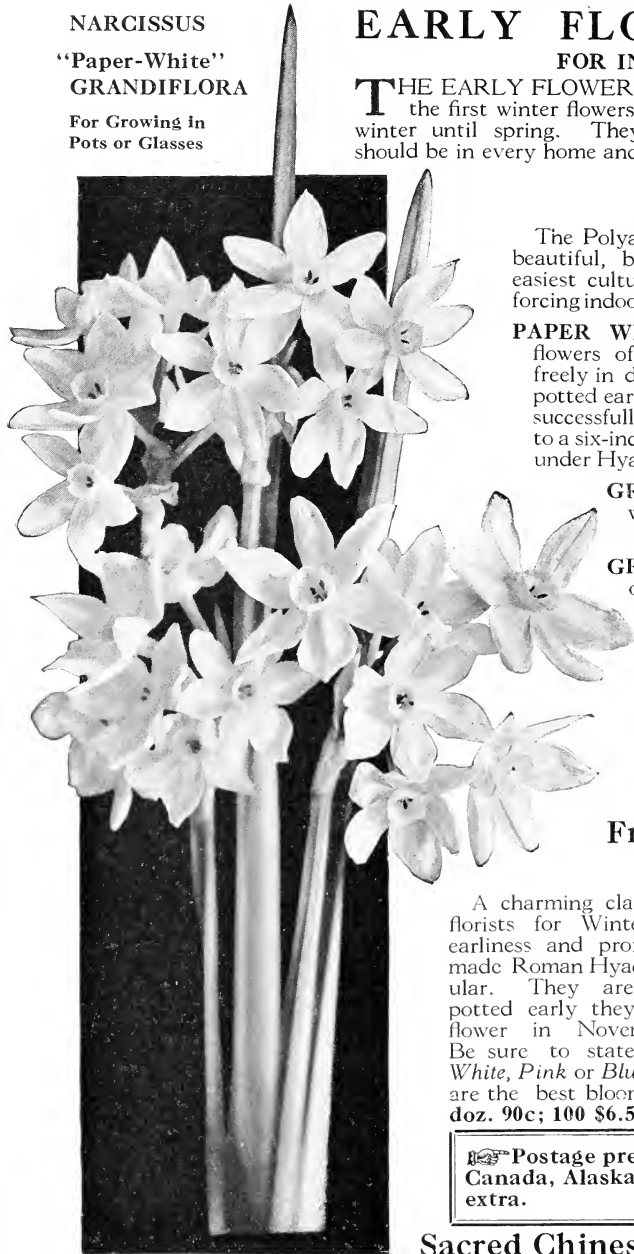 NARCISSUS
"Paper-White"
GRANDIFLORA
For Growing in
Pots or Glasses
EARLY FLO
FOR IN
THE EARLY FLOWER
the first winter flowers
winter until spring. They
should be in every home and
The Polya
beautiful, b
easiest cultu
forcing indoo
PAPER W
flowers of
freely in d
potted ear
successfull
to a six-inc
under Hya
GR
w
GR
o
Fr
A charming cla
florists for Winte
earliness and pro
made Roman Hyac
ular. They are
potted early they
flower in Nover
Be sure to state
White, Pink or Blu
are the best bloor
doz. 90c; 100 $6.5
Postage pre
Canada, Alaska
extra.
Sacred Chines